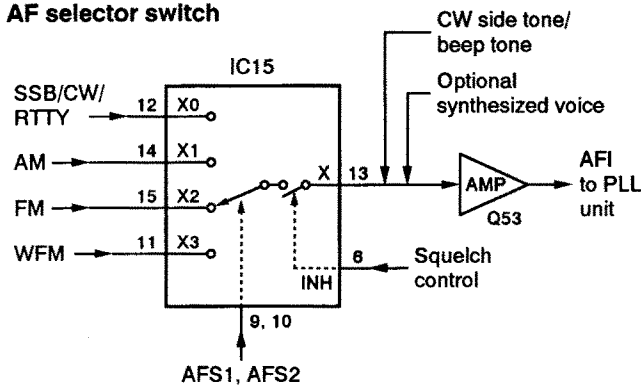 AF selector switch
IC15
CW side tone/
beep tone
Optional
synthesized voice
SSB/CW/
RTTY
12 X0
AM 14 X1
FM 15 X2
WFM 11 X3
X 13
AMP
Q53
AFI
to PLL
unit
INH
6
Squelch
control
9, 10
AFS1, AFS2